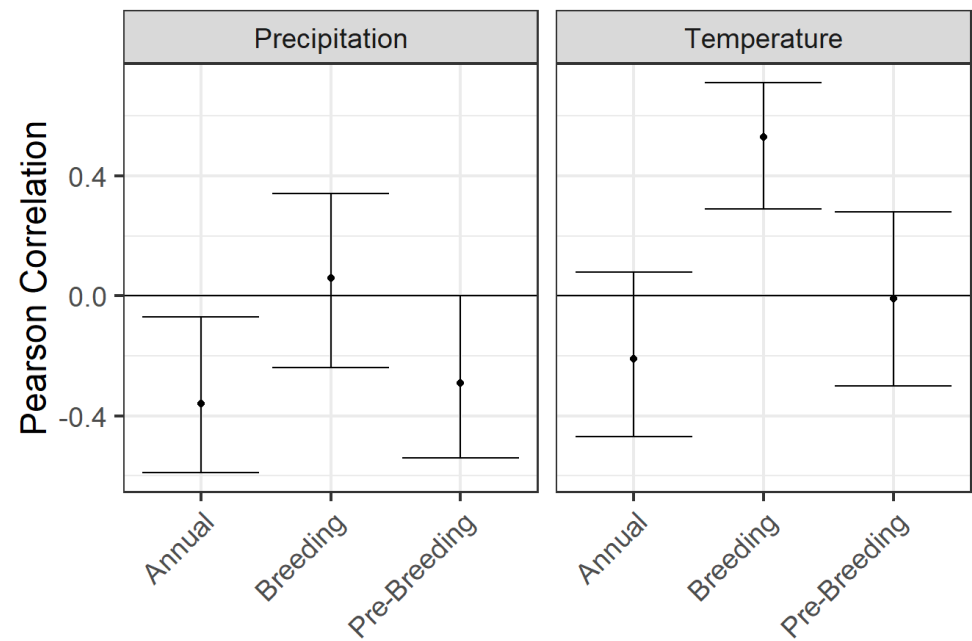 Precipitation
Temperature
Pearson Correlation
0.4
0.0
-0.4
Annual
Breeding
Pre-Breeding
Annual
Breeding
Pre-Breeding